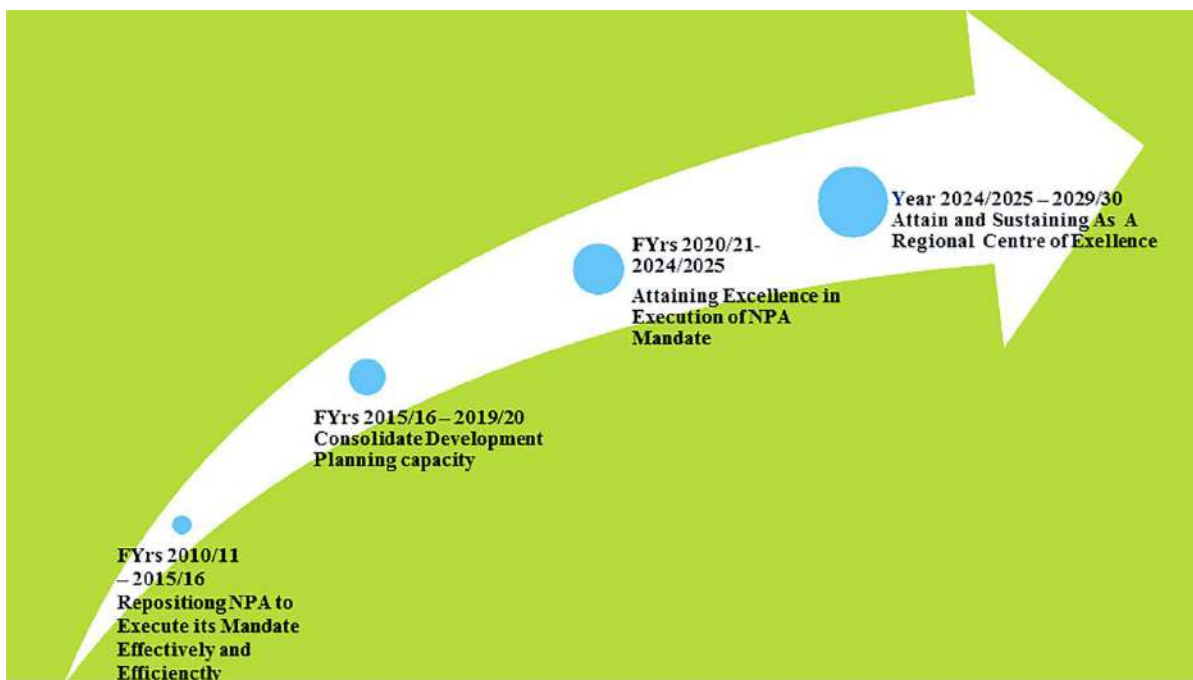 FYrs 2010/11
– 2015/16
Repositiong NPA to
Execute its Mandate
Effectively and
Efficienctly
FYrs 2015/16 – 2019/20
Consolidate Development
Planning capacity
FYrs 2020/21-
2024/2025
Attaining Excellence in
Execution of NPA
Mandate
Year 2024/2025 – 2029/30
Attain and Sustaining As A
Regional Centre of Exellence